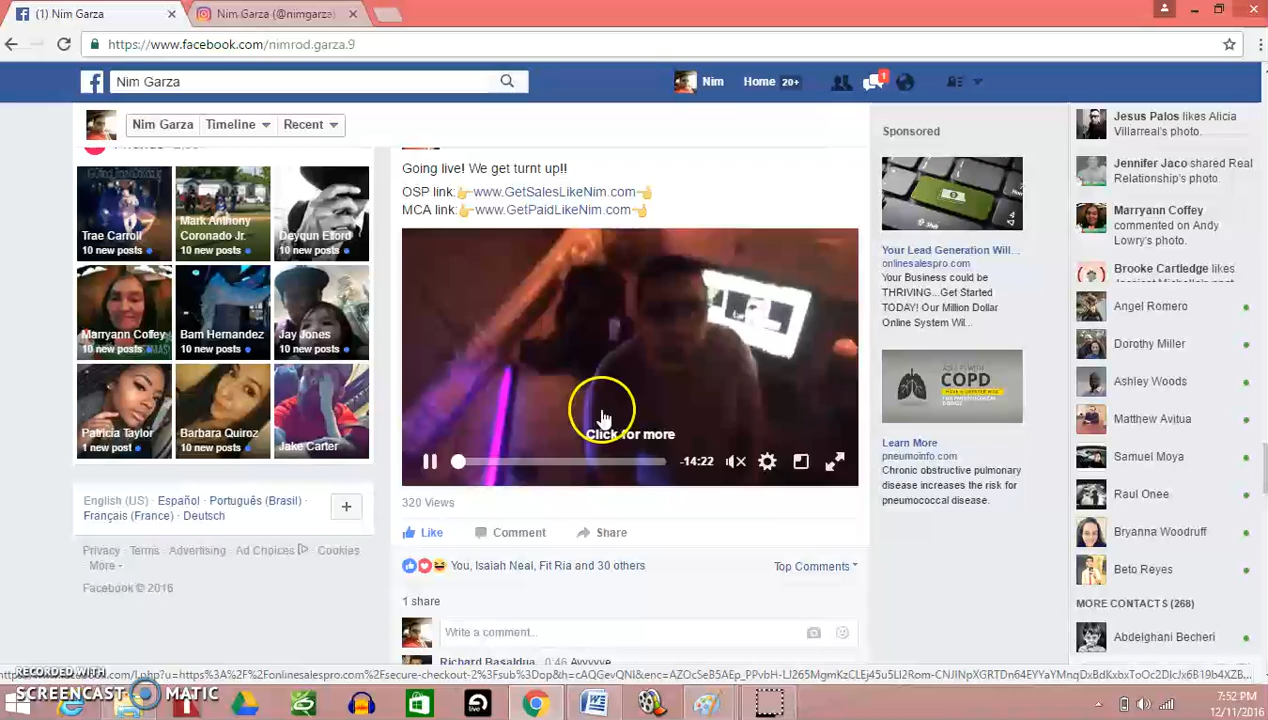 (1) Nim Garza
Nim Garza (@nimgarza
https://www.facebook.com/nimrod.garza.9
Nim Garza
Nim
Home 20+
1
Nim Garza
Timeline
Recent
Trae Carroll
10 new posts
Mark Anthony
Coronado Jr.
10 new posts
Deyqun Elford
10 new posts
Marryann Coffey
10 new posts
Bam Hernandez
10 new posts
Jay Jones
10 new posts
Patricia Taylor
1 new post
Barbara Quiroz
Jake Carter
English (US) · Español · Português (Brasil) ·
Français (France) · Deutsch
Privacy · Terms · Advertising · Ad Choices · Cookies
More
Facebook © 2016
Going live! We get turnt up!!
OSP link:👉www.GetSalesLikeNim.com👈
MCA link:👉www.GetPaidLikeNim.com👈
Click for more
-14:22
320 Views
Like Comment Share
You, Isaiah Neal, Fit Ria and 30 others
Top Comments
1 share
Write a comment...
Richard Basaldua 0:46 Ayyyyye
Sponsored
Your Lead Generation Will...
onlinesalespro.com
Your Business could be
THRIVING...Get Started
TODAY! Our Million Dollar
Online System Wil...
COPD
Learn More
pneumoinfo.com
Chronic obstructive pulmonary
disease increases the risk for
pneumococcal disease.
Jesus Palos likes Alicia
Villarreal's photo.
Jennifer Jaco shared Real
Relationship's photo
Marryann Coffey
commented on Andy
Lowry's photo.
Brooke Cartledge likes
Angel Romero
Dorothy Miller
Ashley Woods
Matthew Avitua
Samuel Moya
Raul Onee
Bryanna Woodruff
Beto Reyes
MORE CONTACTS (268)
Abdelghani Becheri
RECORDED WITH
SCREENCAST MATIC
7:52 PM
12/11/2016